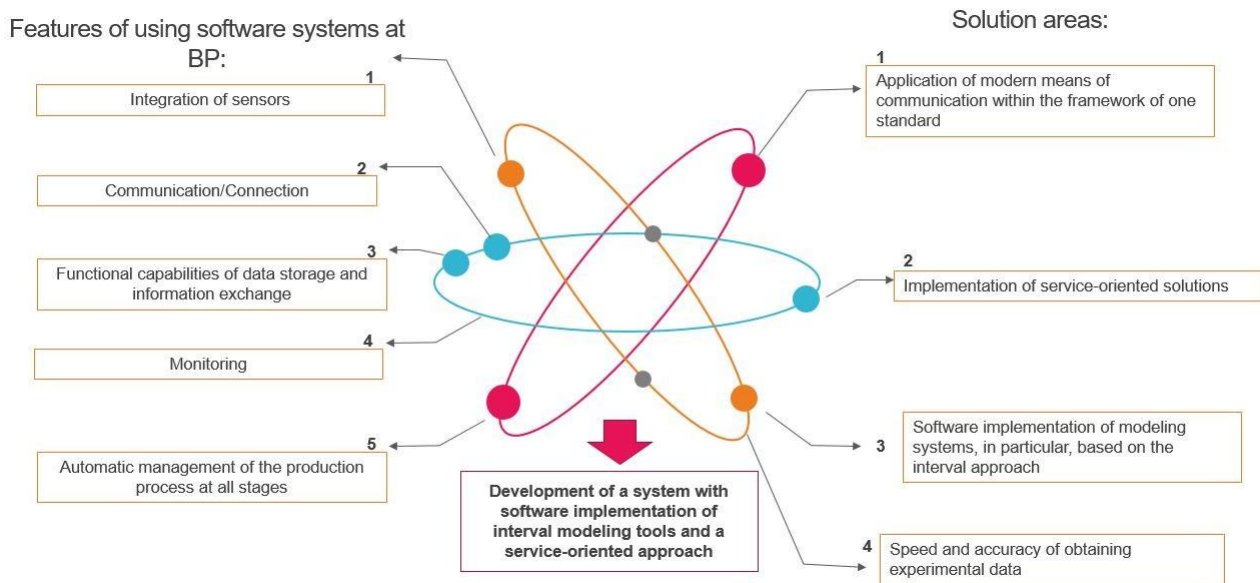 Features of using software systems at
BP:
1
Integration of sensors
2
Communication/Connection
3
Functional capabilities of data storage and
information exchange
4
Monitoring
5
Automatic management of the production
process at all stages
Solution areas:
1
Application of modern means of
communication within the framework of one
standard
2
Implementation of service-oriented solutions
3
Software implementation of modeling
systems, in particular, based on the
interval approach
4
Speed and accuracy of obtaining
experimental data
Development of a system with
software implementation of
interval modeling tools and a
service-oriented approach